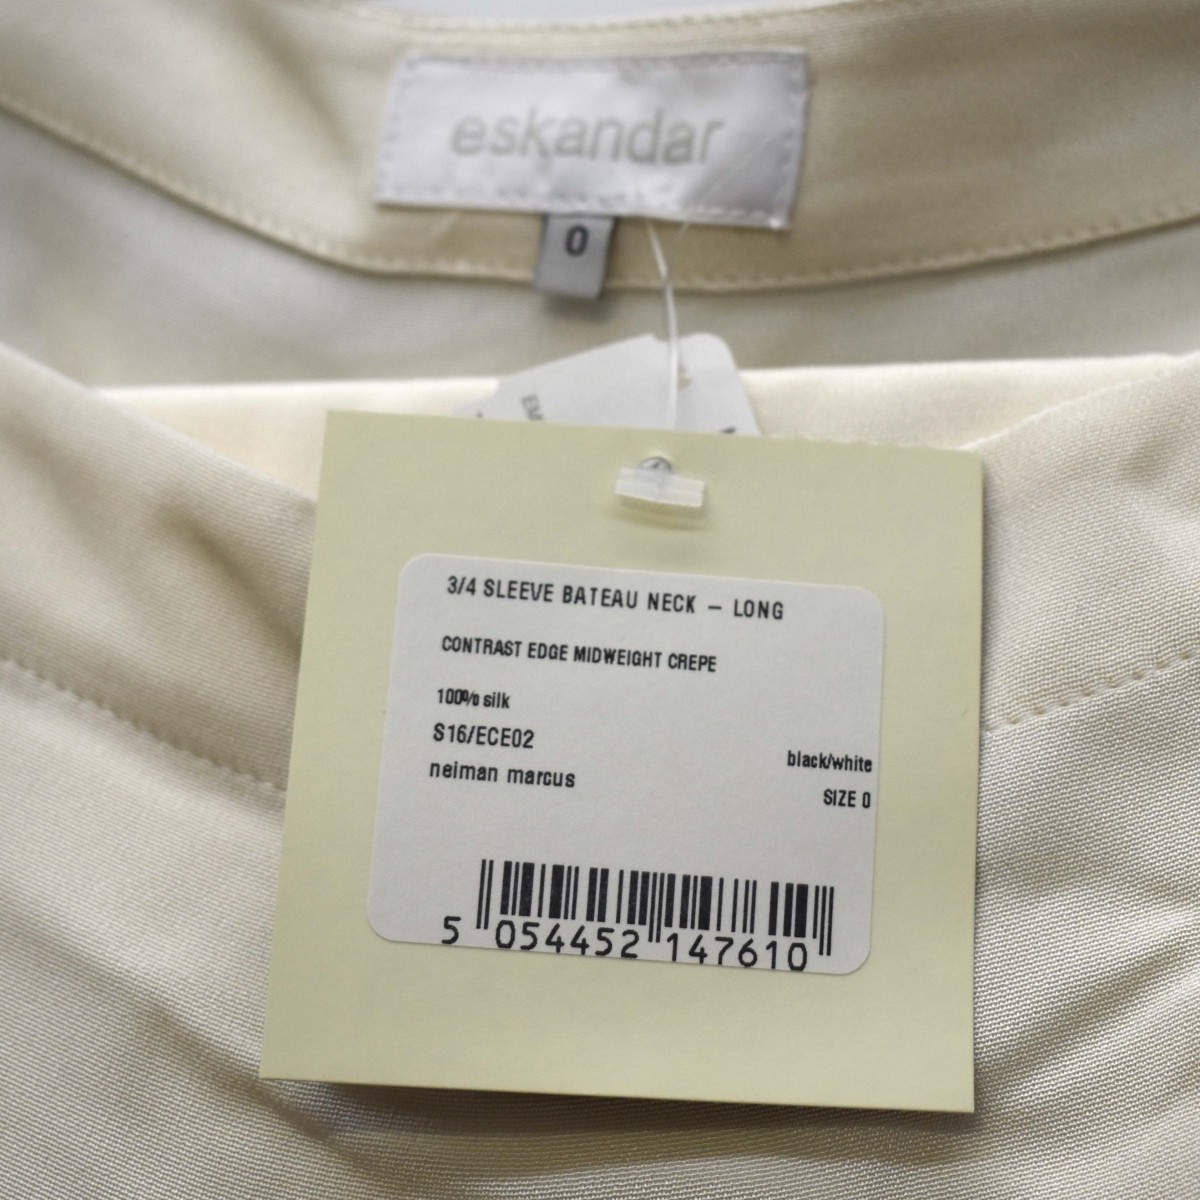 eskandar
0
EM
3/4 SLEEVE BATEAU NECK – LONG
CONTRAST EDGE MIDWEIGHT CREPE
100% silk
S16/ECE02
black/white
neiman marcus
SIZE 0
5 054452 147610